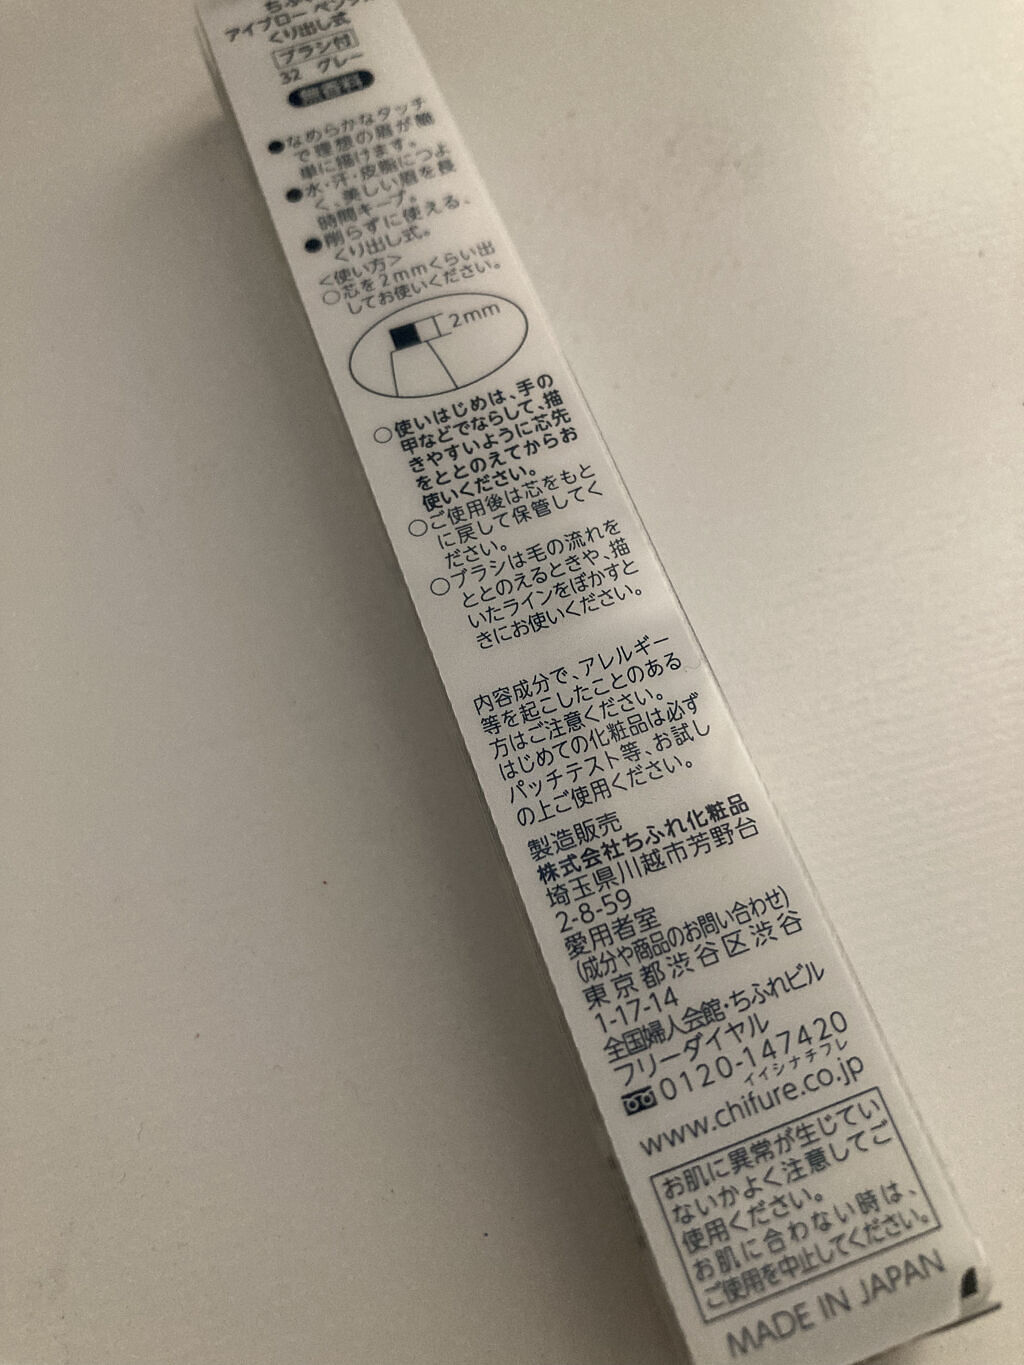 アイブロー ペンシル
くり出し式
ブラシ付
32 グレー
無香料
●なめらかなタッチ
で理想の眉が簡
単に描けます。
●水・汗・皮脂につよ
く、美しい眉を長
時間キープ。
●削らずに使える、
くり出し式。
<使い方>
○芯を2mmくらい出
してお使いください。
2mm
○使いはじめは、手の
甲などでならして、描
きやすいように芯先
をととのえてからお
使いください。
○ご使用後は芯をもと
に戻して保管してく
ださい。
○ブラシは毛の流れを
ととのえるときや、描
いたラインをぼかすと
きにお使いください。
内容成分で、アレルギー
等を起こしたことのある
方はご注意ください。
はじめての化粧品は必ず
パッチテスト等、お試し
の上ご使用ください。
製造販売
株式会社ちふれ化粧品
埼玉県川越市芳野台
2-8-59
愛用者室
(成分や商品のお問い合わせ)
東京都渋谷区渋谷
1-17-14
全国婦人会館・ちふれビル
フリーダイヤル
0120-147420
イイシナチフレ
www.chifure.co.jp
お肌に異常が生じてい
ないかよく注意してご
使用ください。
お肌に合わない時は、
ご使用を中止してください。
MADE IN JAPAN